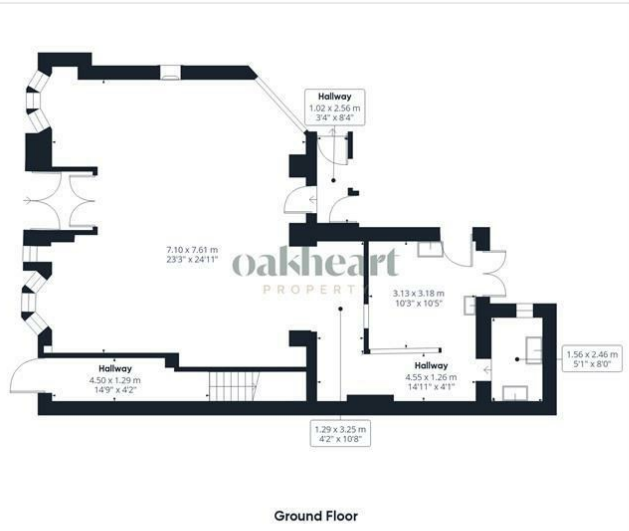 Hallway
1.02 x 2.56 m
3'4" x 8'4"
7.10 x 7.61 m
23'3" x 24'11"
oakheart
PROPERTY
3.13 x 3.18 m
10'3" x 10'5"
Hallway
4.50 x 1.29 m
14'9" x 4'2"
Hallway
4.55 x 1.26 m
14'11" x 4'1"
1.56 x 2.46 m
5'1" x 8'0"
1.29 x 3.25 m
4'2" x 10'8"
Ground Floor